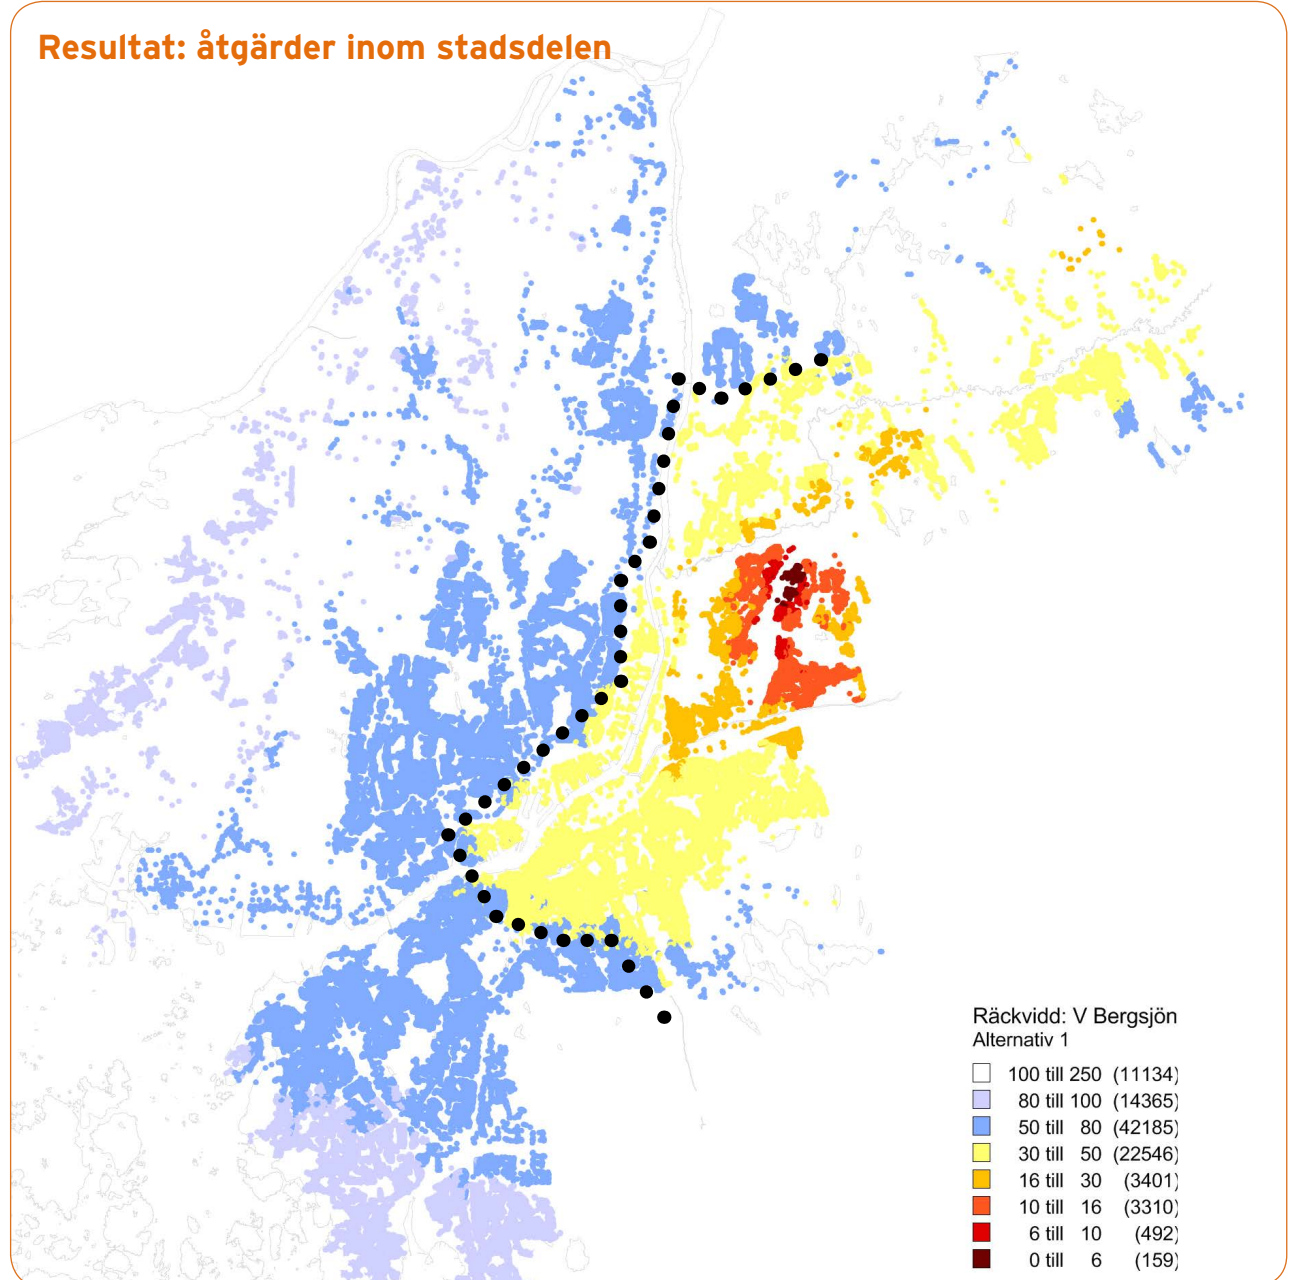 Resultat: åtgärder inom stadsdelen
Räckvidd: V Bergsjön
Alternativ 1
100 till 250 (11134)
80 till 100 (14365)
50 till 80 (42185)
30 till 50 (22546)
16 till 30 (3401)
10 till 16 (3310)
6 till 10 (492)
0 till 6 (159)